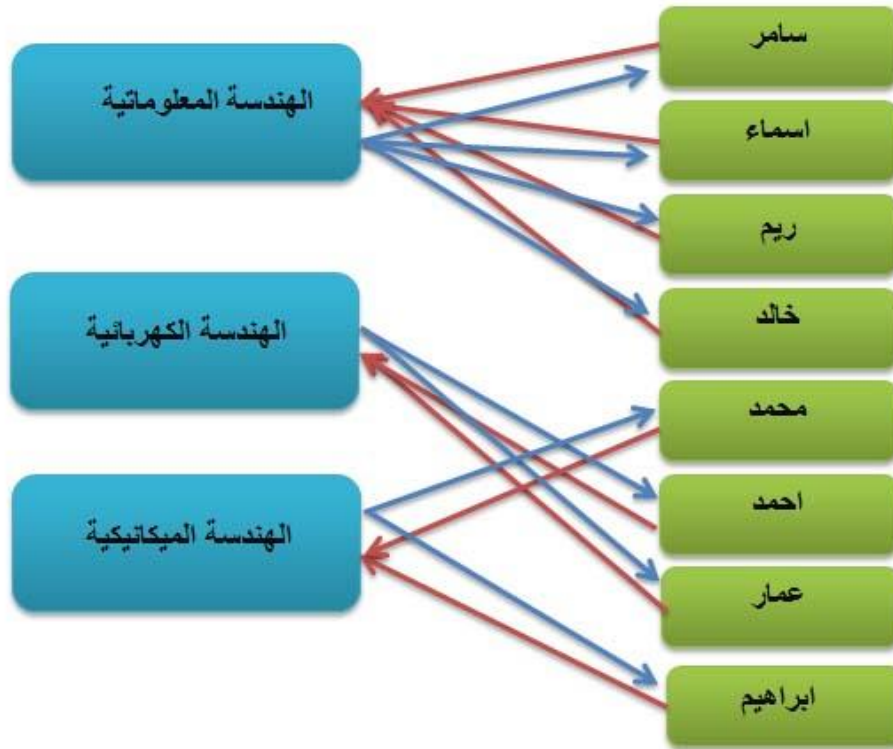 سامر
الهندسة المعلوماتية
اسماء
ريم
خالد
الهندسة الكهربائية
محمد
احمد
الهندسة الميكانيكية
عمار
ابراهيم